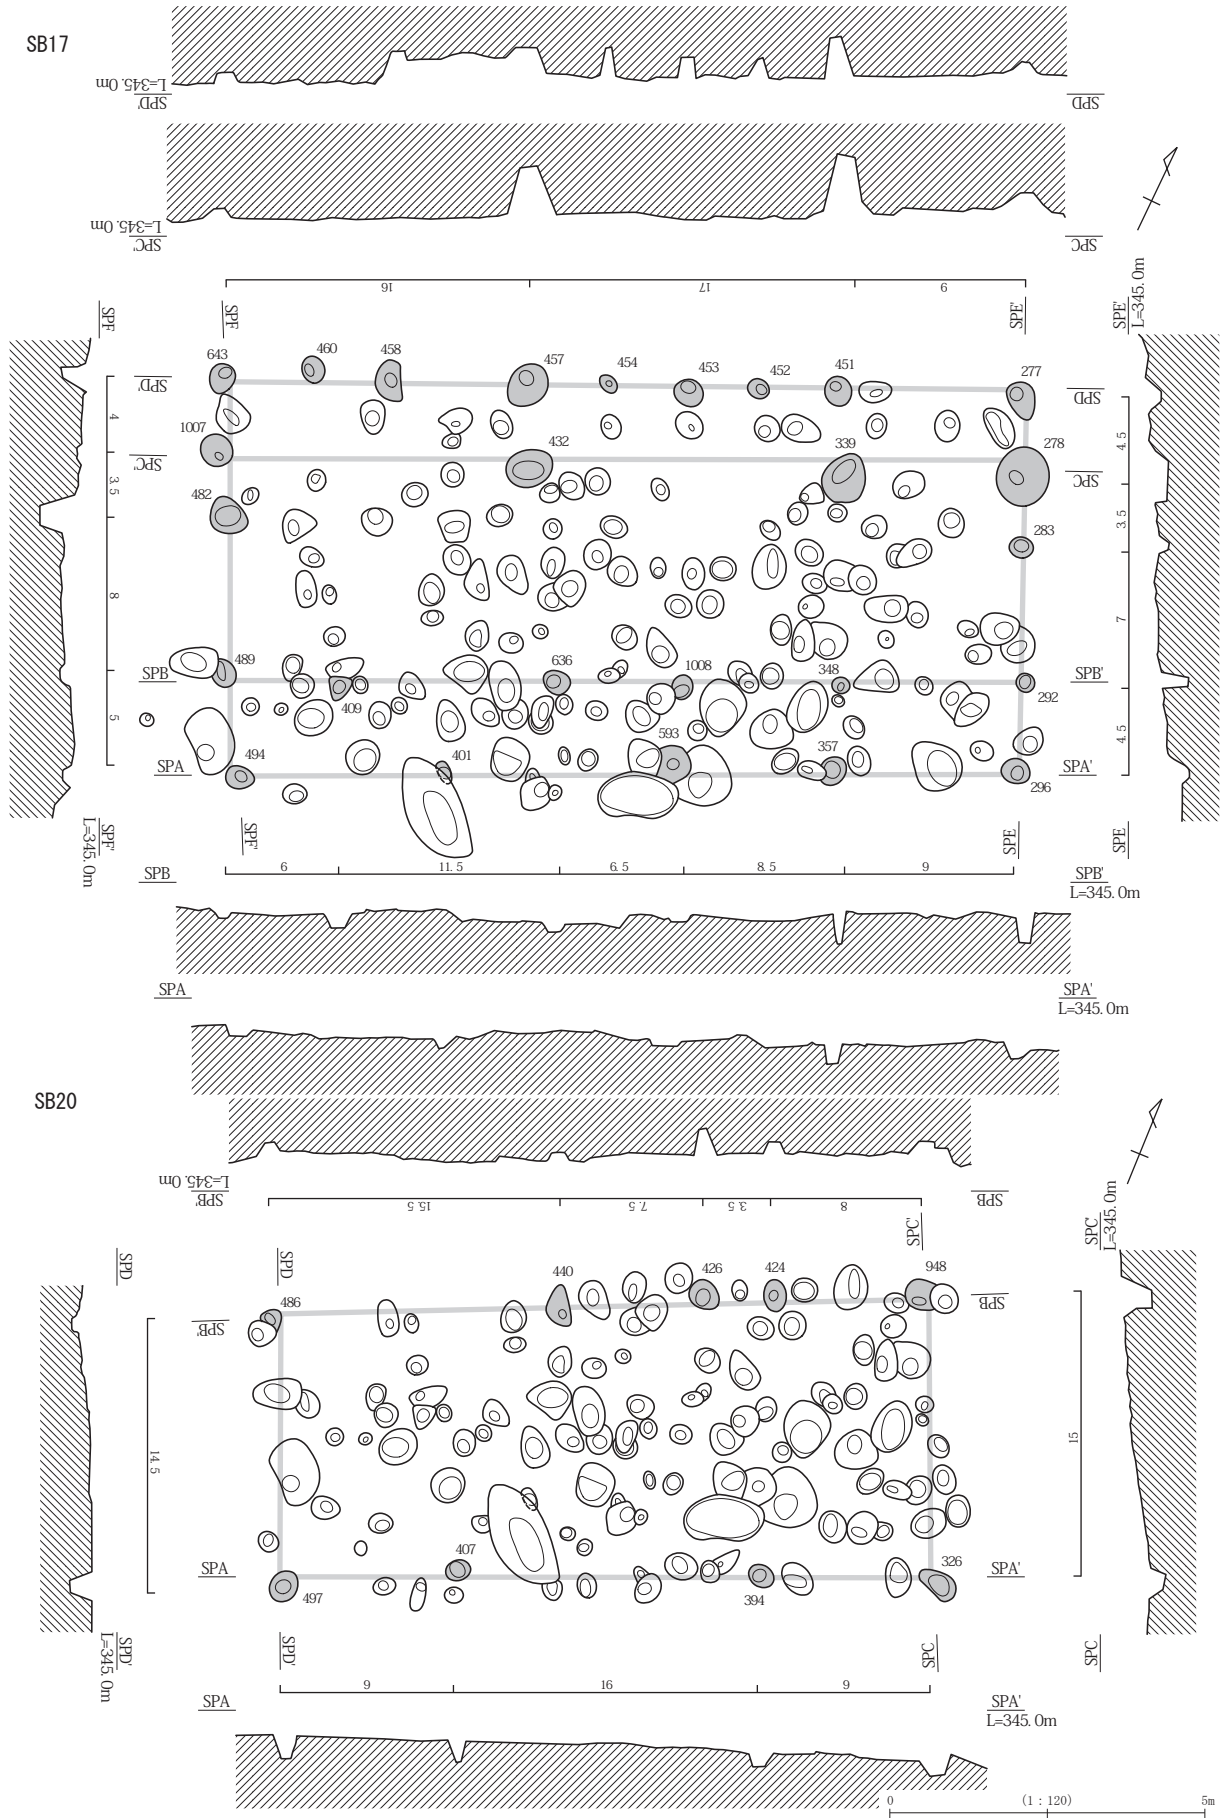 SB17
L=345.0m
SPD'
SPD
L=345.0m
SPC'
SPC
16
17
9
SPF
SPF
SPE'
SPE'
L=345.0m
643
460
458
457
454
453
452
451
277
SPD'
SPD
4
1007
432
339
278
4.5
SPC'
SPC
3.5
482
283
3.5
8
7
SPB
489
636
1008
348
SPB'
409
292
5
593
4.5
SPA
494
401
357
SPA'
296
SPF'
L=345.0m
SPF'
SPE
SPE
SPB
6
11.5
6.5
8.5
9
SPB'
L=345.0m
SPA
SPA'
L=345.0m
SB20
L=345.0m
SPB'
SPB
15.5
7.5
3.5
8
SPD
SPD
SPC'
SPC'
L=345.0m
486
440
426
424
948
SPB'
SPB
14.5
15
SPA
407
326
SPA'
497
394
SPD'
L=345.0m
SPD'
SPC
SPC
SPA
9
16
9
SPA'
L=345.0m
0
(1 : 120)
5m